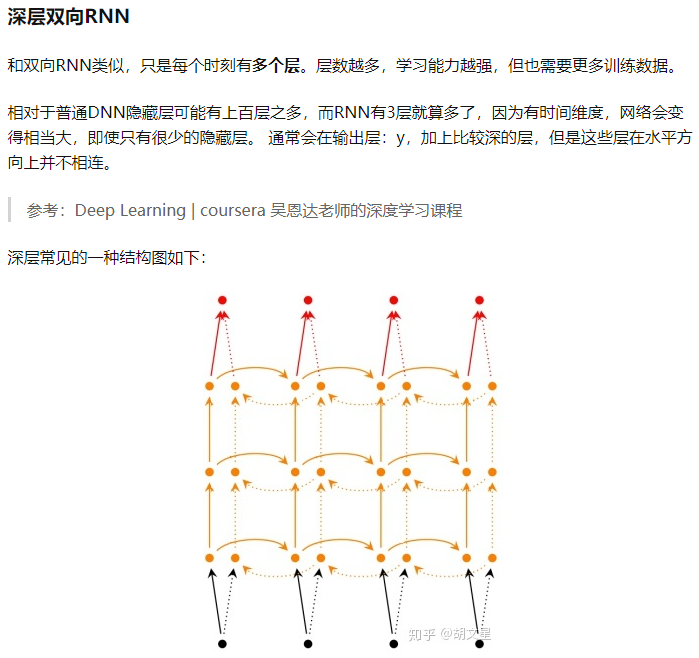 深层双向RNN
和双向RNN类似，只是每个时刻有多个层。层数越多，学习能力越强，但也需要更多训练数据。
相对于普通DNN隐藏层可能有上百层之多，而RNN有3层就算多了，因为有时间维度，网络会变
得相当大，即使只有很少的隐藏层。 通常会在输出层：y，加上比较深的层，但是这些层在水平方
向上并不相连。
参考：Deep Learning | coursera 吴恩达老师的深度学习课程
深层常见的一种结构图如下：
知乎 @胡文星